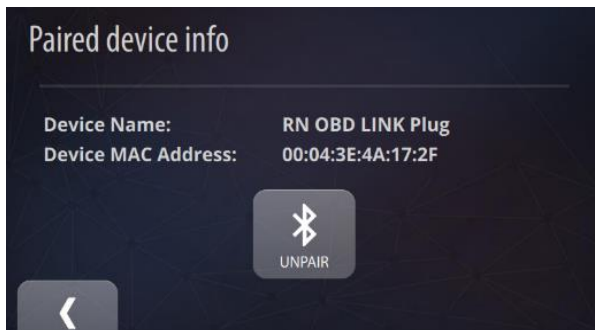 Paired device info
Device Name: RN OBD LINK Plug
Device MAC Address: 00:04:3E:4A:17:2F
UNPAIR